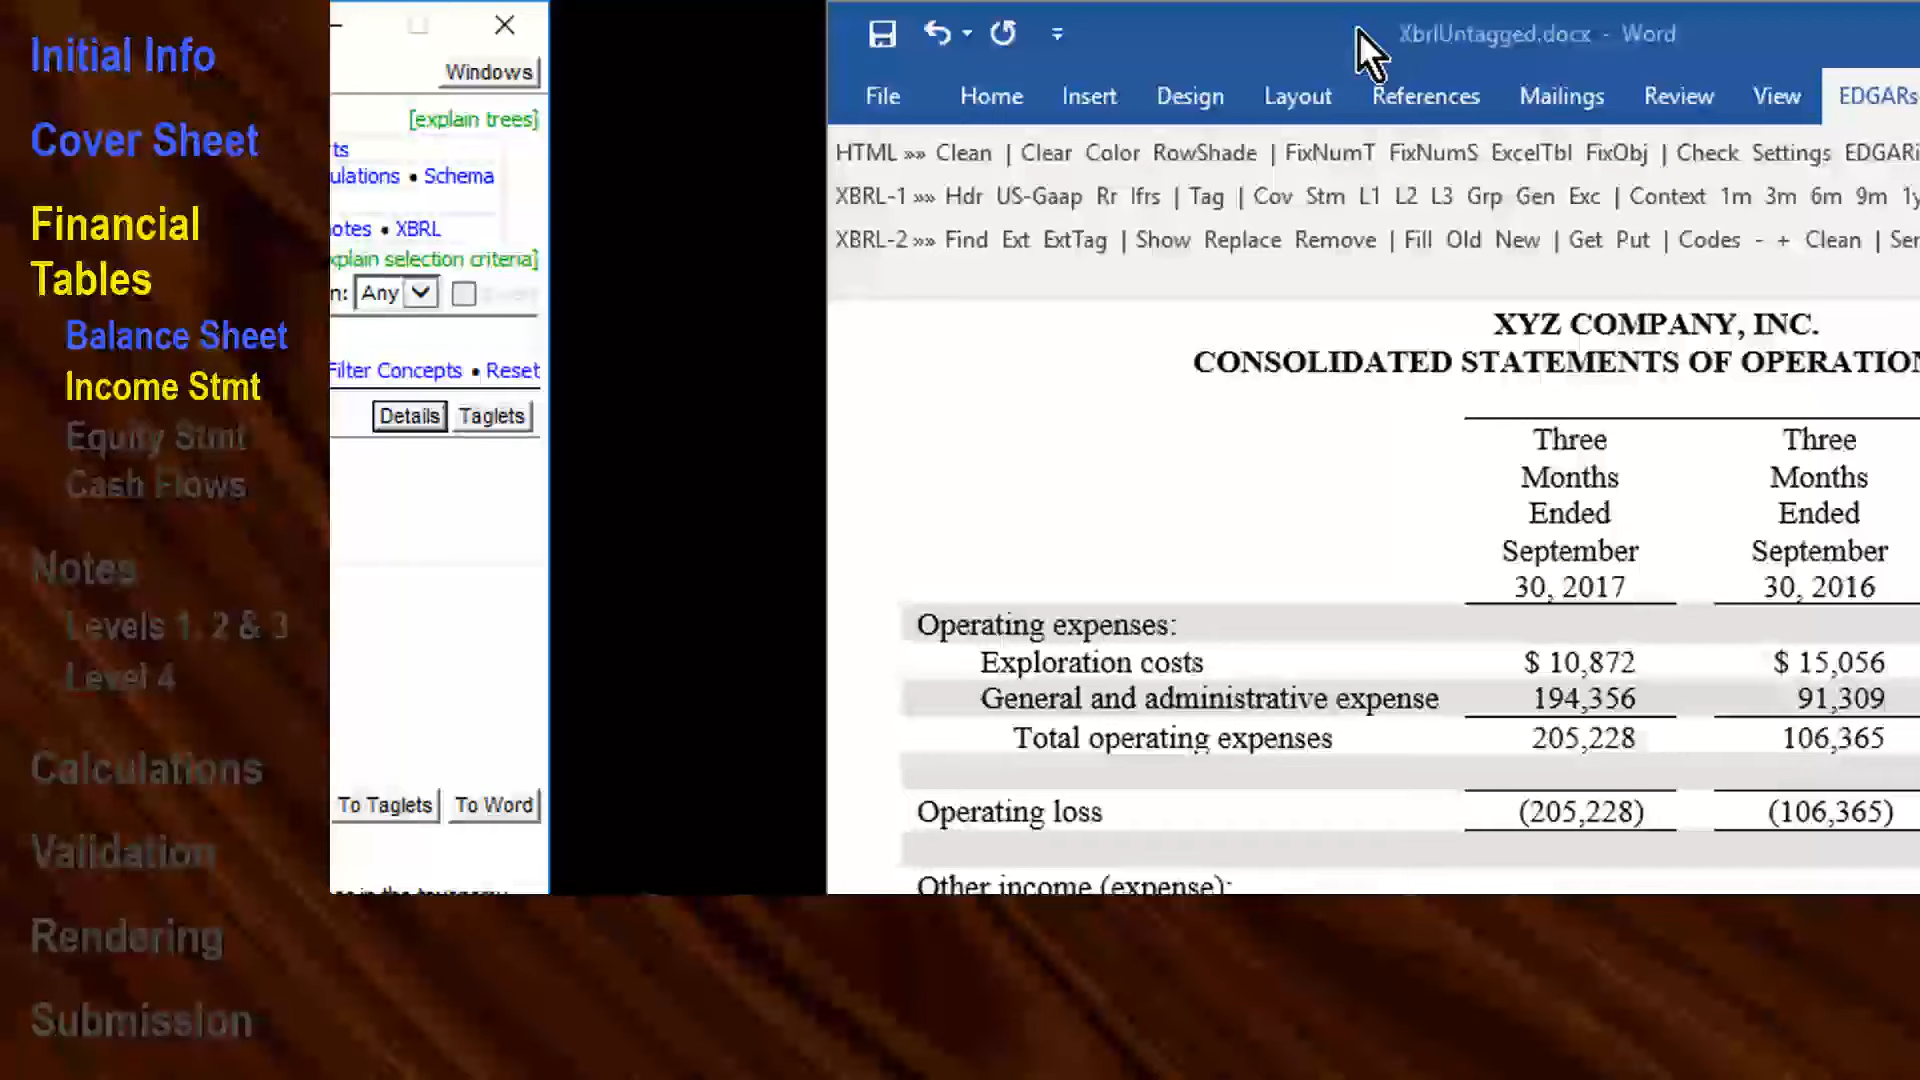 Initial Info
Cover Sheet
Financial
Tables
Balance Sheet
Income Stmt
Equity Stmt
Cash Flows
Notes
Levels 1, 2 & 3
Level 4
Calculations
Validation
Rendering
Submission
Windows
[explain trees]
ts
ulations • Schema
otes • XBRL
xplain selection criteria]
n: Any
Filter Concepts • Reset
Details Taglets
To Taglets To Word
XbrlUntagged.docx - Word
File Home Insert Design Layout References Mailings Review View EDGARs
HTML »» Clean | Clear Color RowShade | FixNumT FixNumS ExcelTbl FixObj | Check Settings EDGARi
XBRL-1 »» Hdr US-Gaap Rr Ifrs | Tag | Cov Stm L1 L2 L3 Grp Gen Exc | Context 1m 3m 6m 9m 1y
XBRL-2 »» Find Ext ExtTag | Show Replace Remove | Fill Old New | Get Put | Codes - + Clean | Ser
XYZ COMPANY, INC.
CONSOLIDATED STATEMENTS OF OPERATION
Three Three
Months Months
Ended Ended
September September
30, 2017 30, 2016
Operating expenses:
Exploration costs $ 10,872 $ 15,056
General and administrative expense 194,356 91,309
Total operating expenses 205,228 106,365
Operating loss (205,228) (106,365)
Other income (expense):